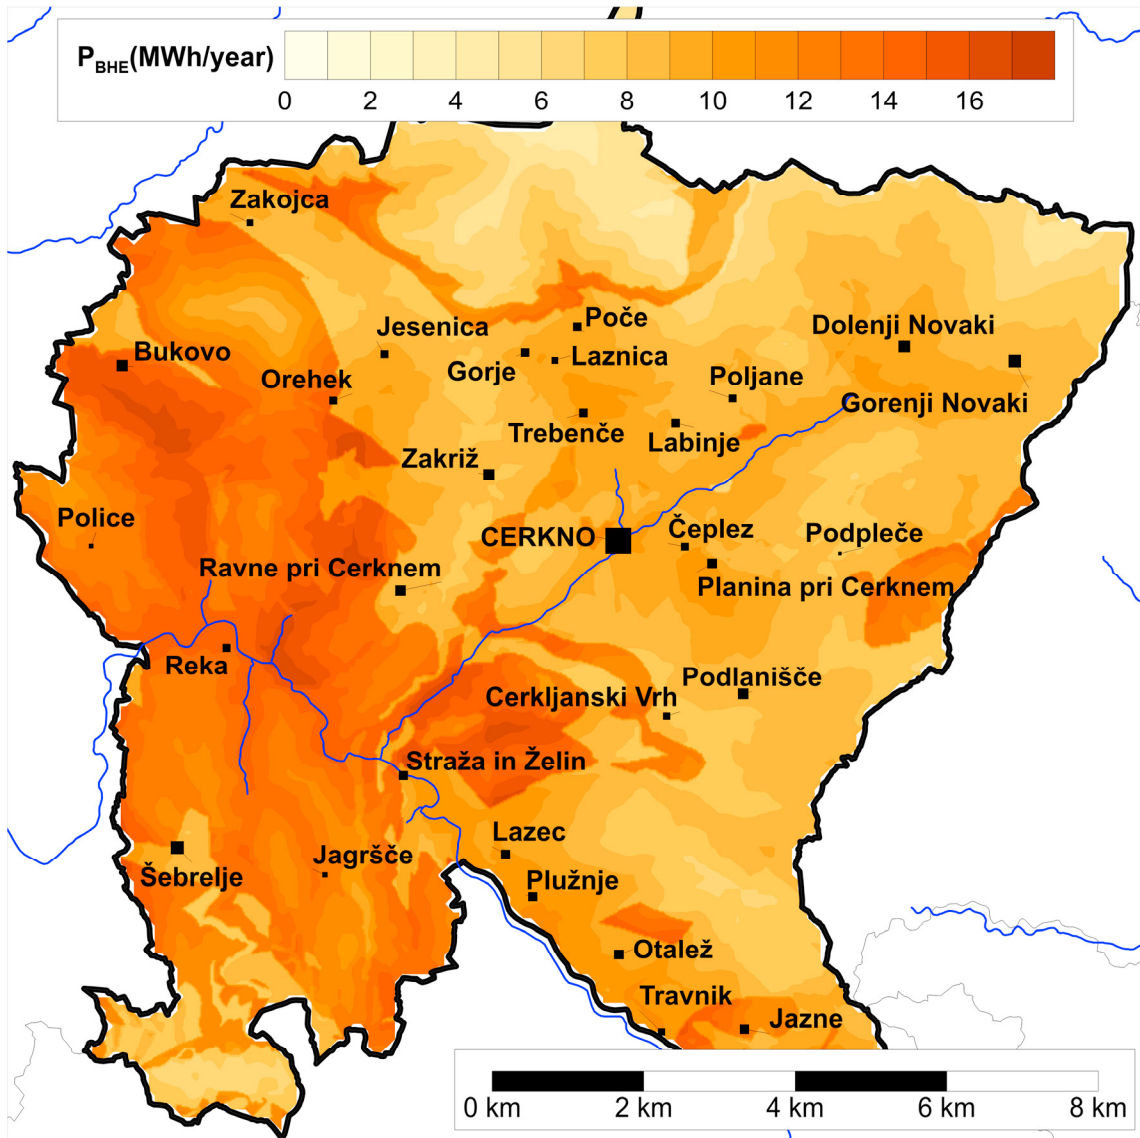 P_BHE(MWh/year)
0 2 4 6 8 10 12 14 16
Zakojca
Poče
Jesenica
Dolenji Novaki
Bukovo
Laznica
Gorje
Orehek
Poljane
Gorenji Novaki
Trebenče
Labinje
Zakriž
Police
CERKNO
Čeplez
Podpleče
Ravne pri Cerknem
Planina pri Cerknem
Reka
Podlanišče
Cerkljanski Vrh
Straža in Želin
Lazec
Jagršče
Šebrelje
Plužnje
Otalež
Travnik
Jazne
0 km 2 km 4 km 6 km 8 km